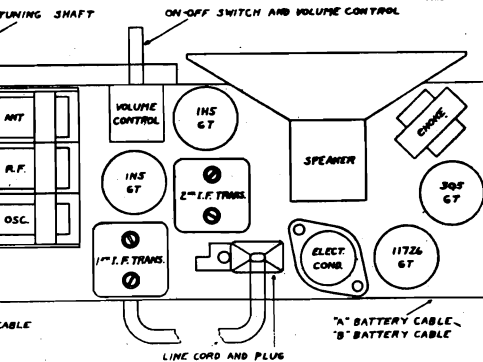 TUNING SHAFT
ON-OFF SWITCH AND VOLUME CONTROL
ANT
VOLUME
CONTROL
1H5
GT
CHOKE
R.F.
1N5
GT
2ND I.F. TRANS.
SPEAKER
3Q5
GT
OSC.
1ST I.F. TRANS.
ELECT.
COND.
117Z6
GT
CABLE
"A" BATTERY CABLE
"B" BATTERY CABLE
LINE CORD AND PLUG